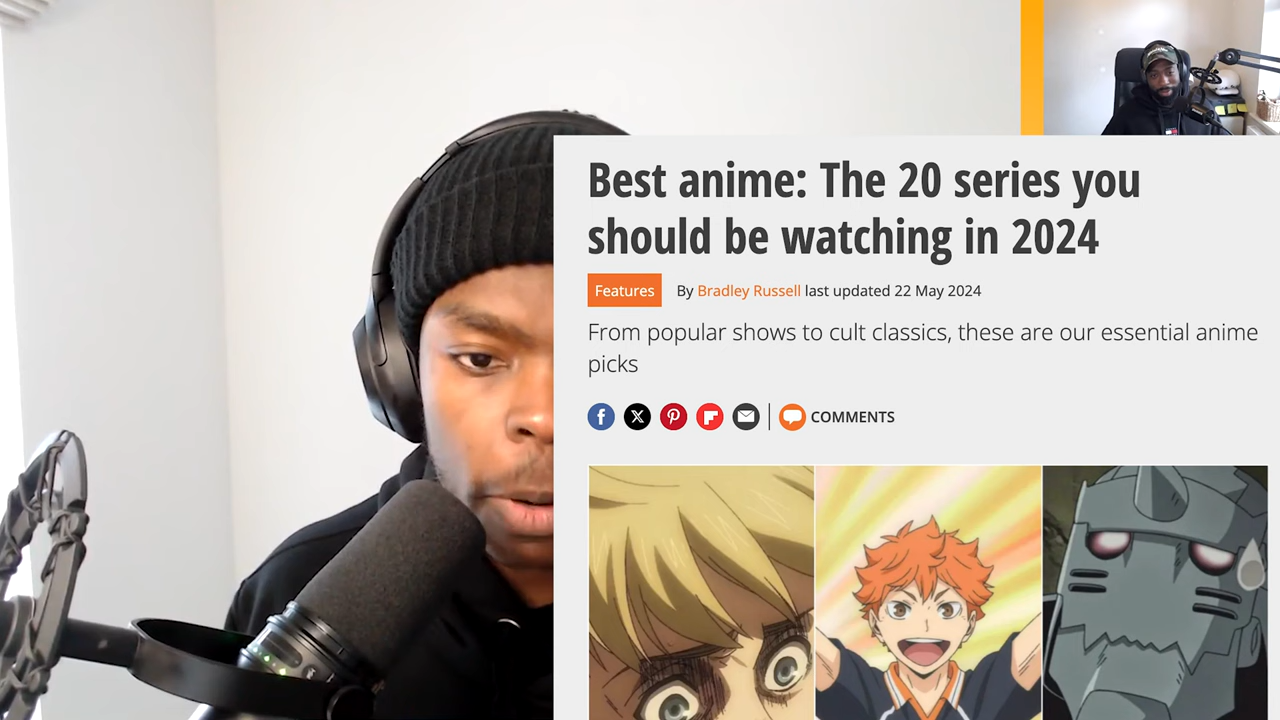 Best anime: The 20 series you
should be watching in 2024
Features By Bradley Russell last updated 22 May 2024
From popular shows to cult classics, these are our essential anime
picks
COMMENTS